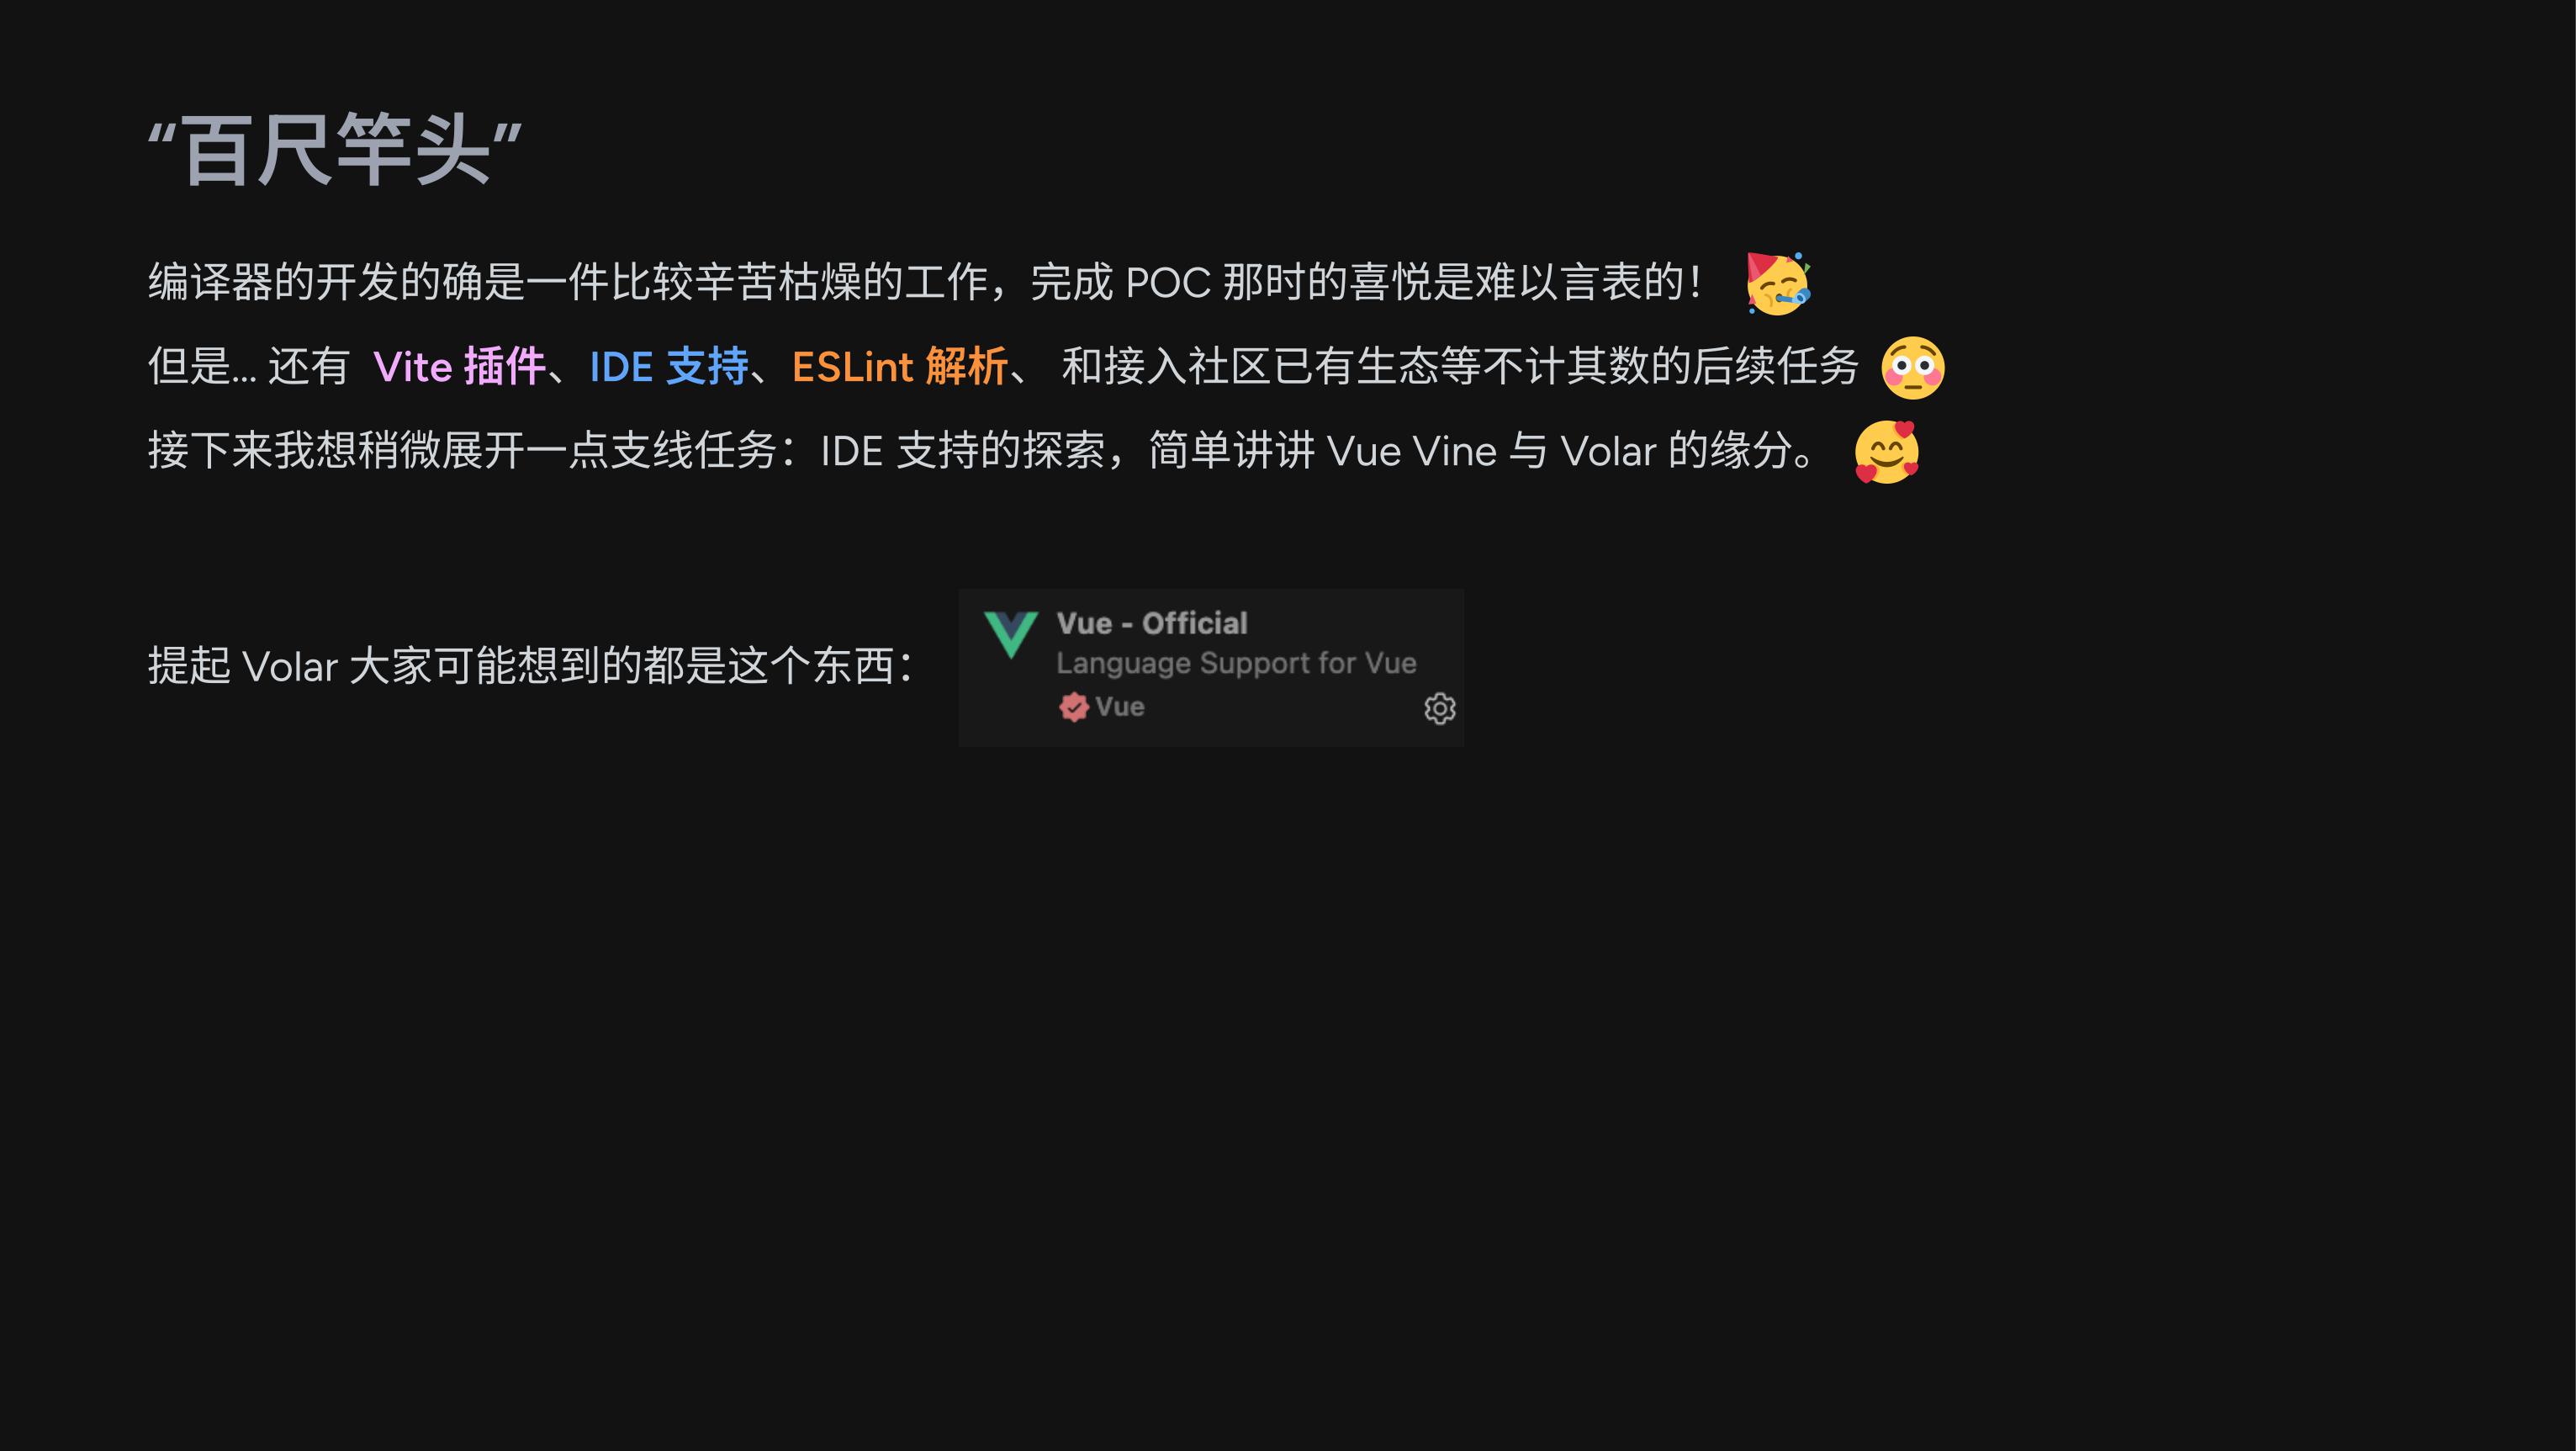 “百尺竿头”
编译器的开发的确是一件比较辛苦枯燥的工作，完成 POC 那时的喜悦是难以言表的！ 🥳
但是... 还有 Vite 插件、IDE 支持、ESLint 解析、 和接入社区已有生态等不计其数的后续任务 😳
接下来我想稍微展开一点支线任务：IDE 支持的探索，简单讲讲 Vue Vine 与 Volar 的缘分。 🥰
提起 Volar 大家可能想到的都是这个东西：
Vue - Official
Language Support for Vue
Vue